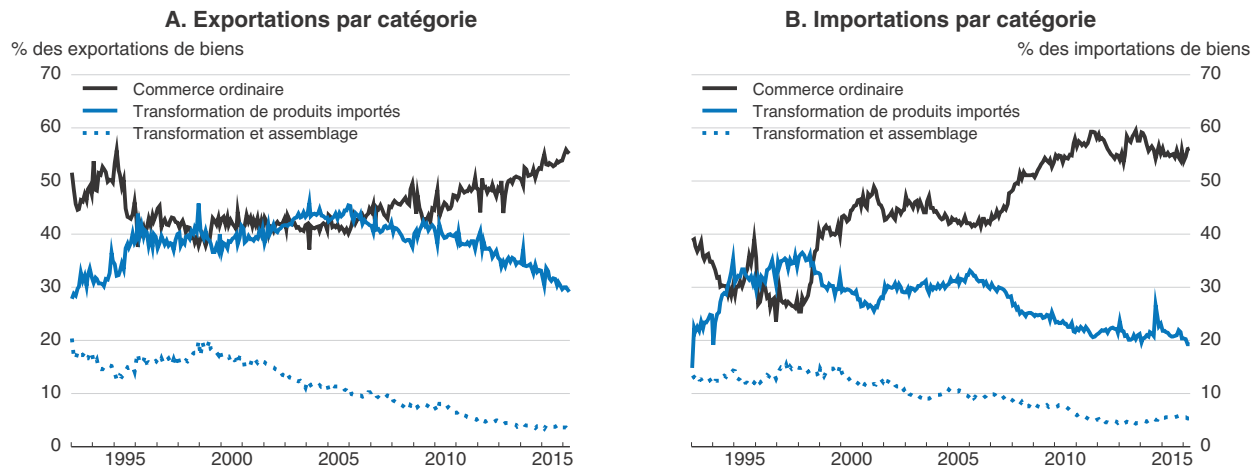 A. Exportations par catégorie
% des exportations de biens
70
60
50
40
30
20
10
0
Commerce ordinaire
Transformation de produits importés
Transformation et assemblage
1995
2000
2005
2010
2015
B. Importations par catégorie
% des importations de biens
Commerce ordinaire
Transformation de produits importés
Transformation et assemblage
70
60
50
40
30
20
10
0
1995
2000
2005
2010
2015